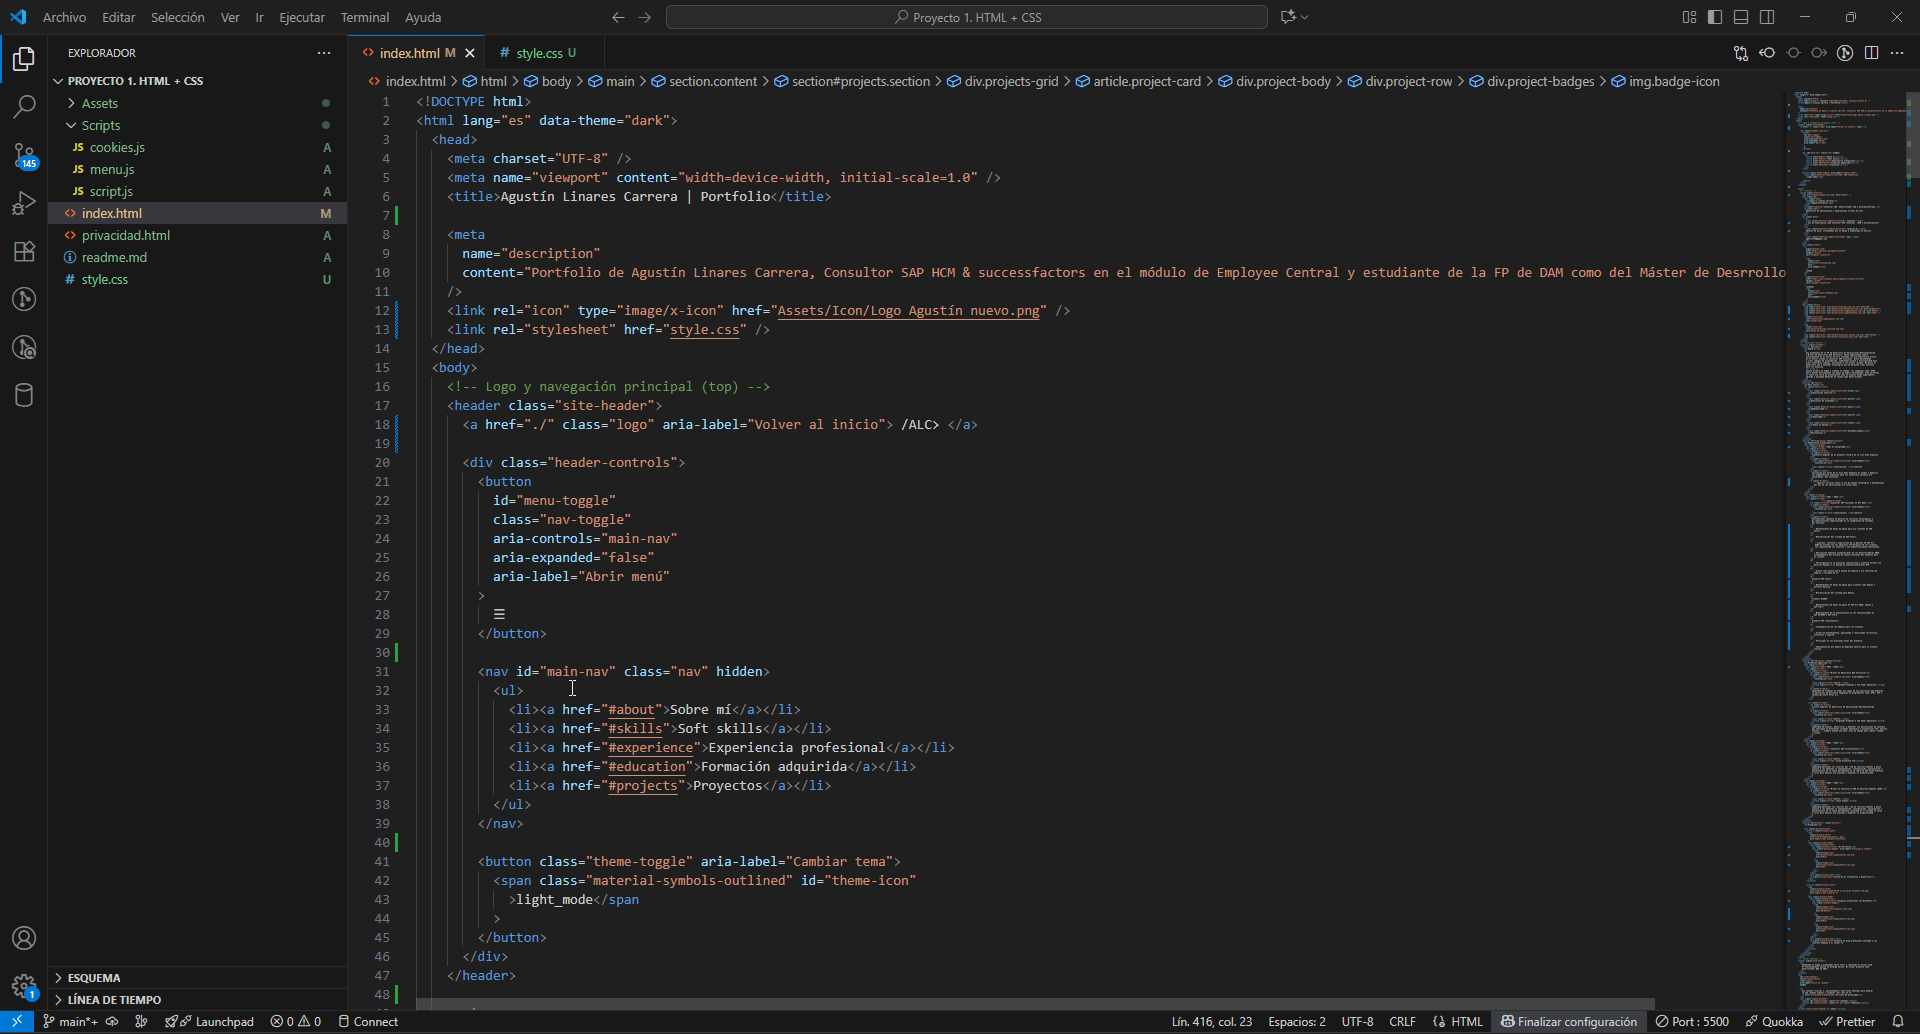 Archivo Editar Selección Ver Ir Ejecutar Terminal Ayuda
Proyecto 1. HTML + CSS
EXPLORADOR
PROYECTO 1. HTML + CSS
Assets
Scripts
JS cookies.js A
JS menu.js A
JS script.js A
<> index.html M
<> privacidad.html A
readme.md A
# style.css U
145
1
ESQUEMA
LÍNEA DE TIEMPO
<> index.html M
# style.css U
<> index.html > html > body > main > section.content > section#projects.section > div.projects-grid > article.project-card > div.project-body > div.project-row > div.project-badges > img.badge-icon
1 <!DOCTYPE html>
2 <html lang="es" data-theme="dark">
3 <head>
4 <meta charset="UTF-8" />
5 <meta name="viewport" content="width=device-width, initial-scale=1.0" />
6 <title>Agustín Linares Carrera | Portfolio</title>
7
8 <meta
9 name="description"
10 content="Portfolio de Agustín Linares Carrera, Consultor SAP HCM & successfactors en el módulo de Employee Central y estudiante de la FP de DAM como del Máster de Desrrollo
11 />
12 <link rel="icon" type="image/x-icon" href="Assets/Icon/Logo Agustín nuevo.png" />
13 <link rel="stylesheet" href="style.css" />
14 </head>
15 <body>
16 <!-- Logo y navegación principal (top) -->
17 <header class="site-header">
18 <a href="./" class="logo" aria-label="Volver al inicio"> /ALC> </a>
19
20 <div class="header-controls">
21 <button
22 id="menu-toggle"
23 class="nav-toggle"
24 aria-controls="main-nav"
25 aria-expanded="false"
26 aria-label="Abrir menú"
27 >
28 ☰
29 </button>
30
31 <nav id="main-nav" class="nav" hidden>
32 <ul>
33 <li><a href="#about">Sobre mí</a></li>
34 <li><a href="#skills">Soft skills</a></li>
35 <li><a href="#experience">Experiencia profesional</a></li>
36 <li><a href="#education">Formación adquirida</a></li>
37 <li><a href="#projects">Proyectos</a></li>
38 </ul>
39 </nav>
40
41 <button class="theme-toggle" aria-label="Cambiar tema">
42 <span class="material-symbols-outlined" id="theme-icon"
43 >light_mode</span
44 >
45 </button>
46 </div>
47 </header>
48
main*+ Launchpad 0 0 Connect
Lín. 416, col. 23 Espacios: 2 UTF-8 CRLF HTML Finalizar configuración Port : 5500 Quokka Prettier